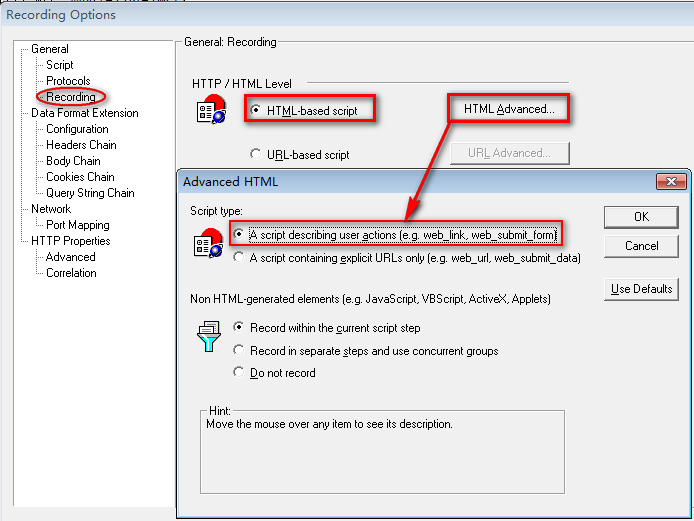 Recording Options
General
Script
Protocols
Recording
Data Format Extension
Configuration
Headers Chain
Body Chain
Cookies Chain
Query String Chain
Network
Port Mapping
HTTP Properties
Advanced
Correlation
General: Recording
HTTP / HTML Level
HTML-based script
HTML Advanced...
URL-based script
URL Advanced...
Advanced HTML
Script type:
A script describing user actions (e.g. web_link, web_submit_form)
A script containing explicit URLs only (e.g. web_url, web_submit_data)
OK
Cancel
Use Defaults
Non HTML-generated elements (e.g. JavaScript, VBScript, ActiveX, Applets)
Record within the current script step
Record in separate steps and use concurrent groups
Do not record
Hint:
Move the mouse over any item to see its description.